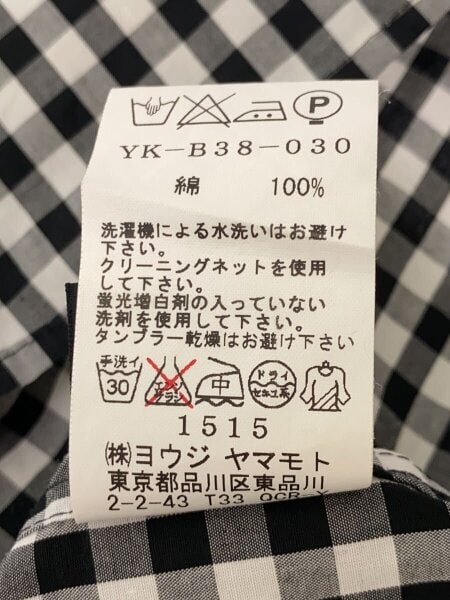 P
YK-B38-030
綿 100%
洗濯機による水洗いはお避け
下さい。
クリーニングネットを使用
して下さい。
蛍光増白剤の入っていない
洗剤を使用して下さい。
タンブラー乾燥はお避け下さい
手洗イ
30
エンソ
サラシ
中
ドライ
セキユ系
1515
㈱ヨウジ ヤマモト
東京都品川区東品川
2-2-43 T33 OCR-Y